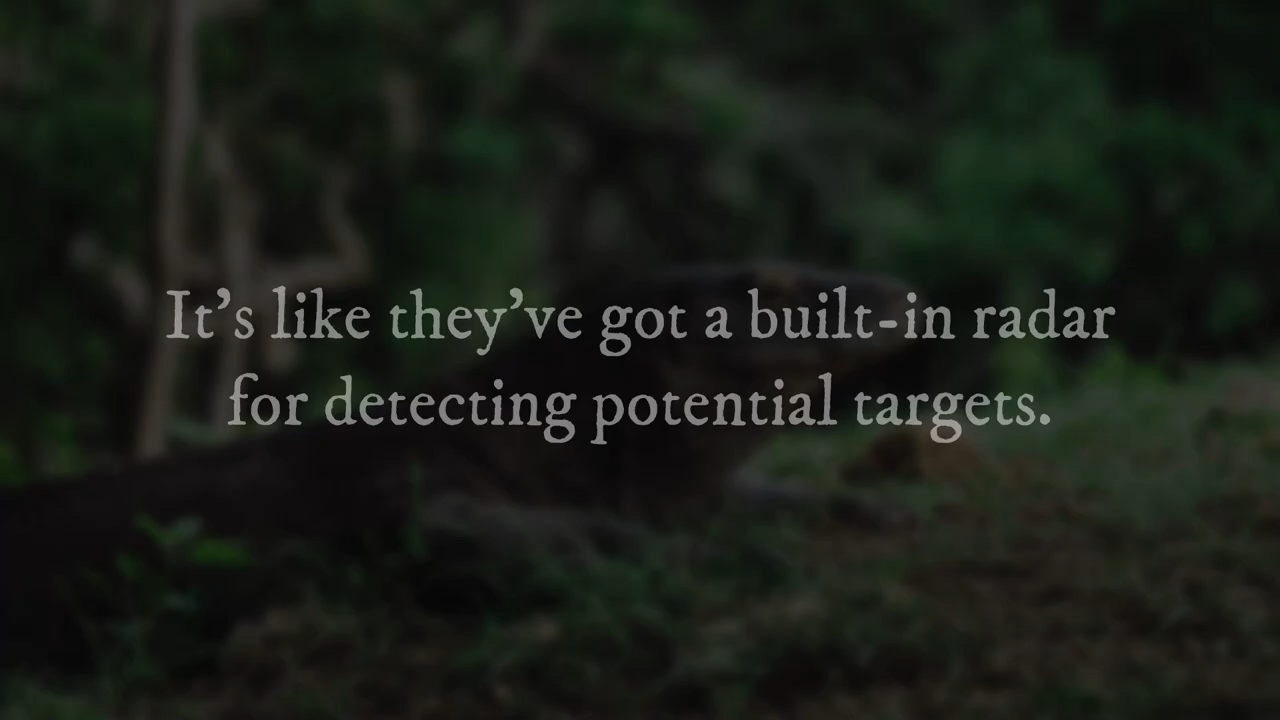 It’s like they’ve got a built-in radar
for detecting potential targets.